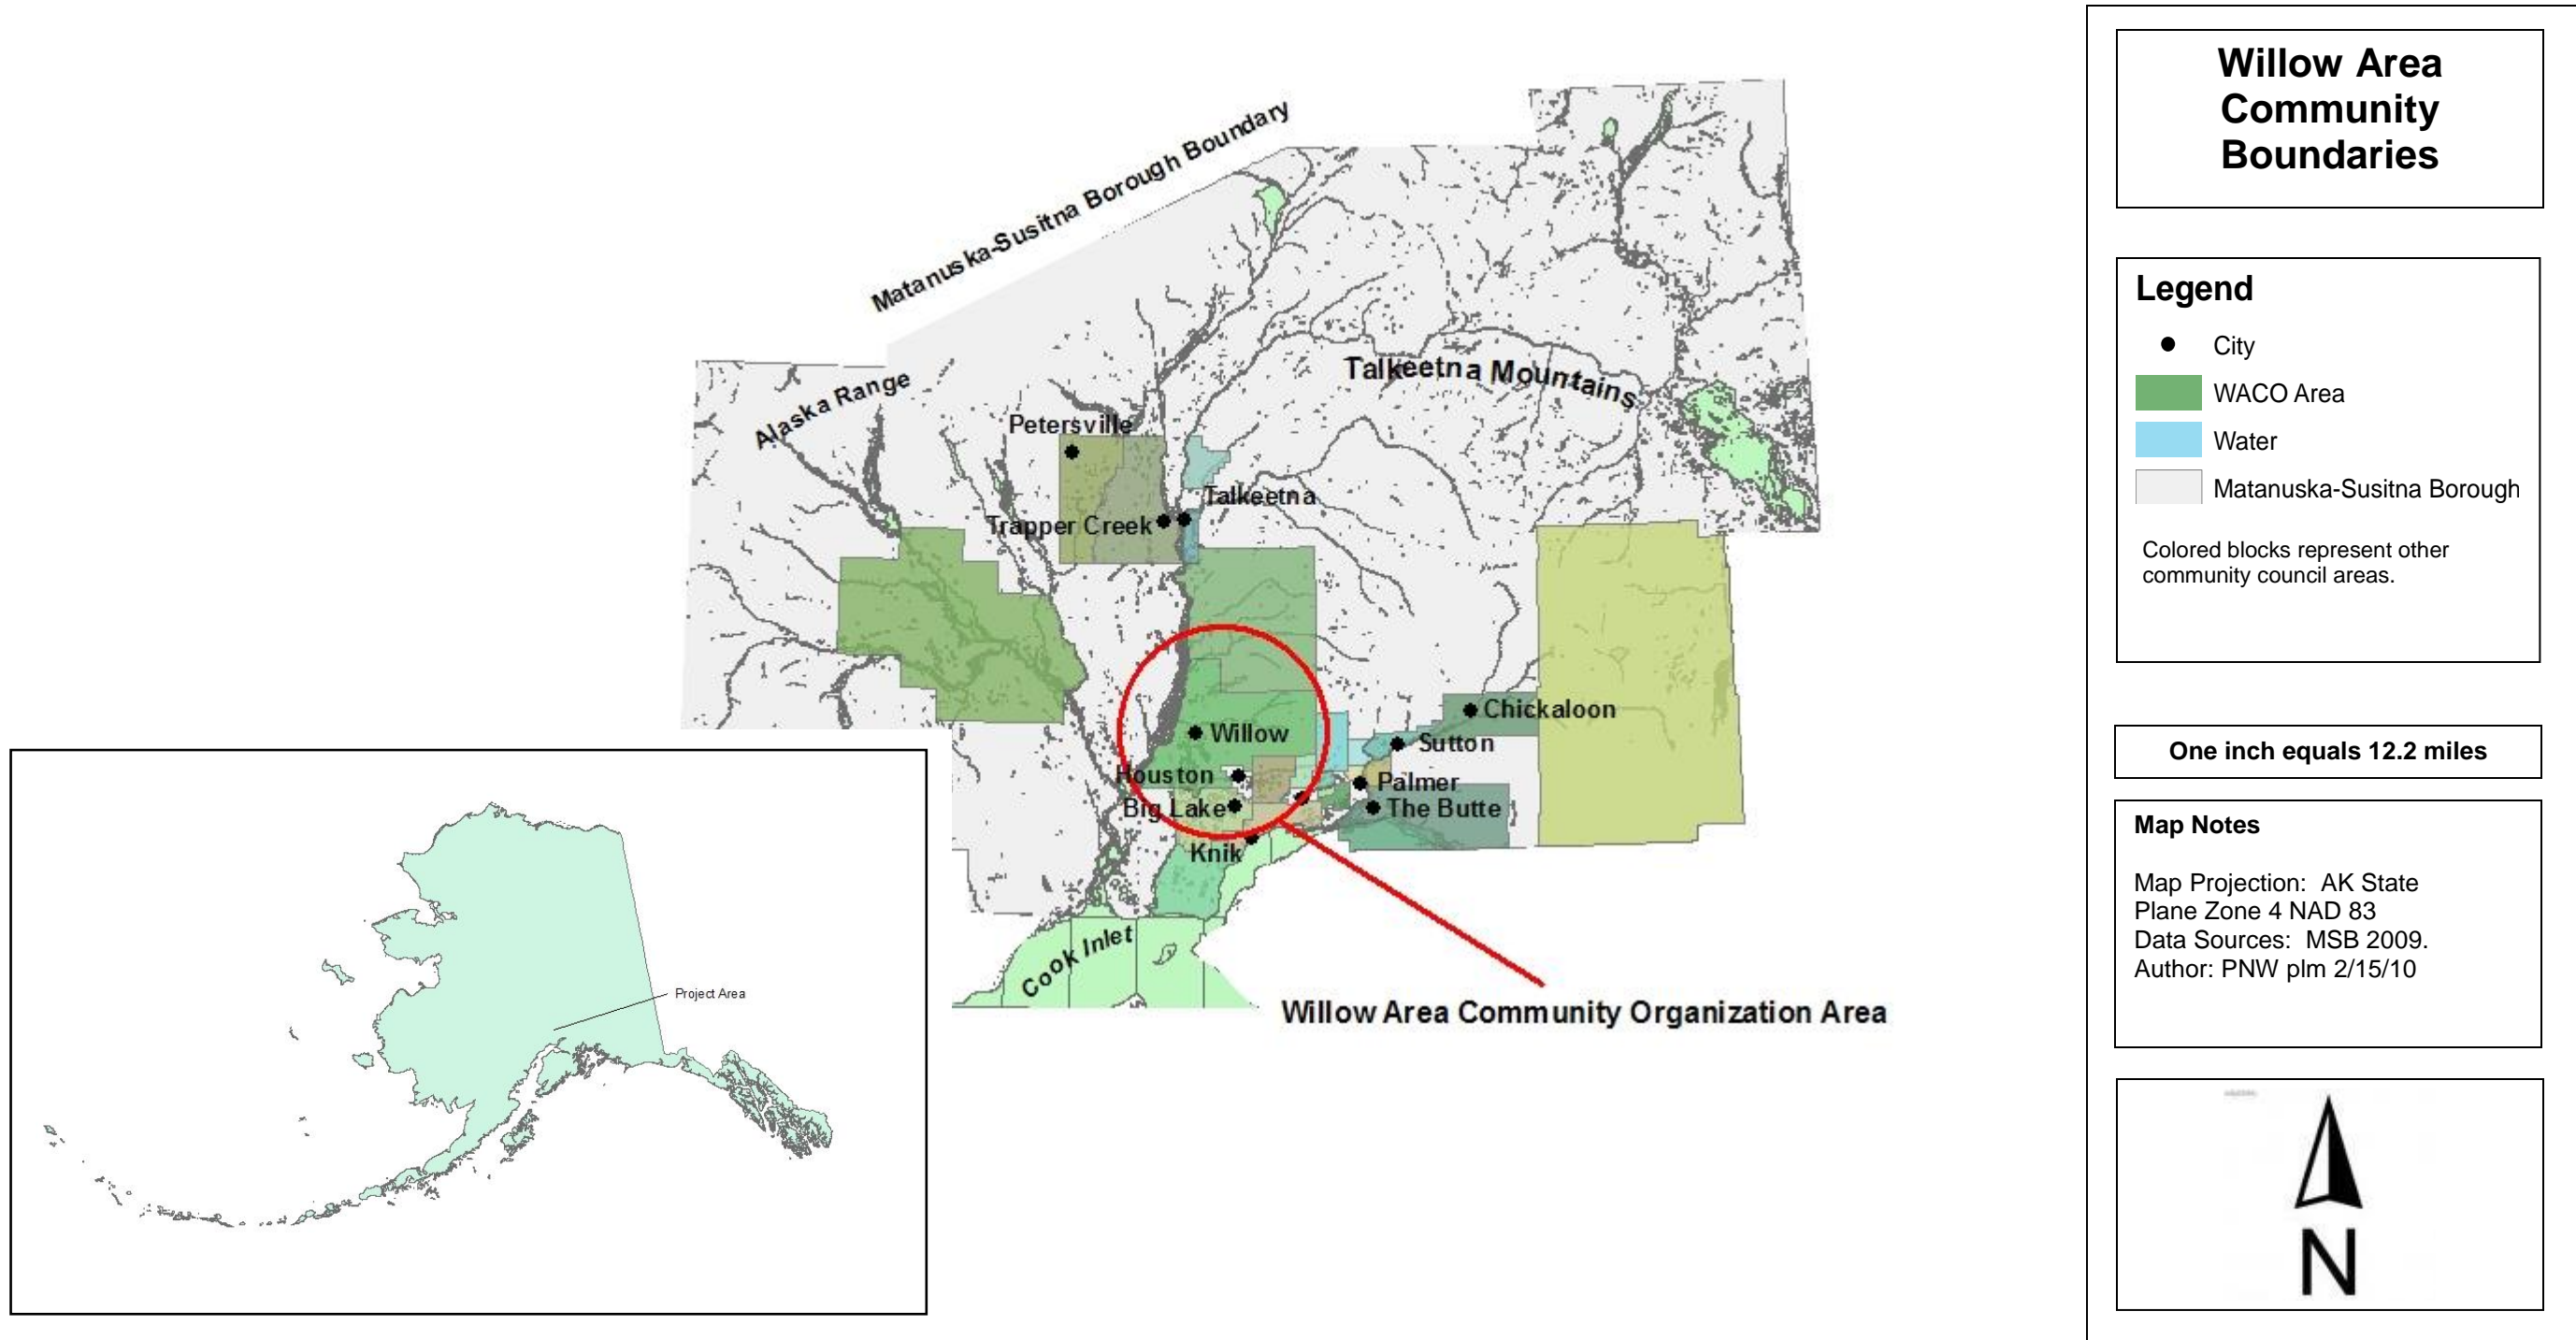 Matanuska-Susitna Borough Boundary
Alaska Range
Talkeetna Mountains
Petersville
Talkeetna
Trapper Creek
Chickaloon
Willow
Sutton
Houston
Palmer
Big Lake
The Butte
Knik
Cook Inlet
Willow Area Community Organization Area
Project Area
Willow Area
Community
Boundaries
Legend
City
WACO Area
Water
Matanuska-Susitna Borough
Colored blocks represent other
community council areas.
One inch equals 12.2 miles
Map Notes
Map Projection: AK State
Plane Zone 4 NAD 83
Data Sources: MSB 2009.
Author: PNW plm 2/15/10
N